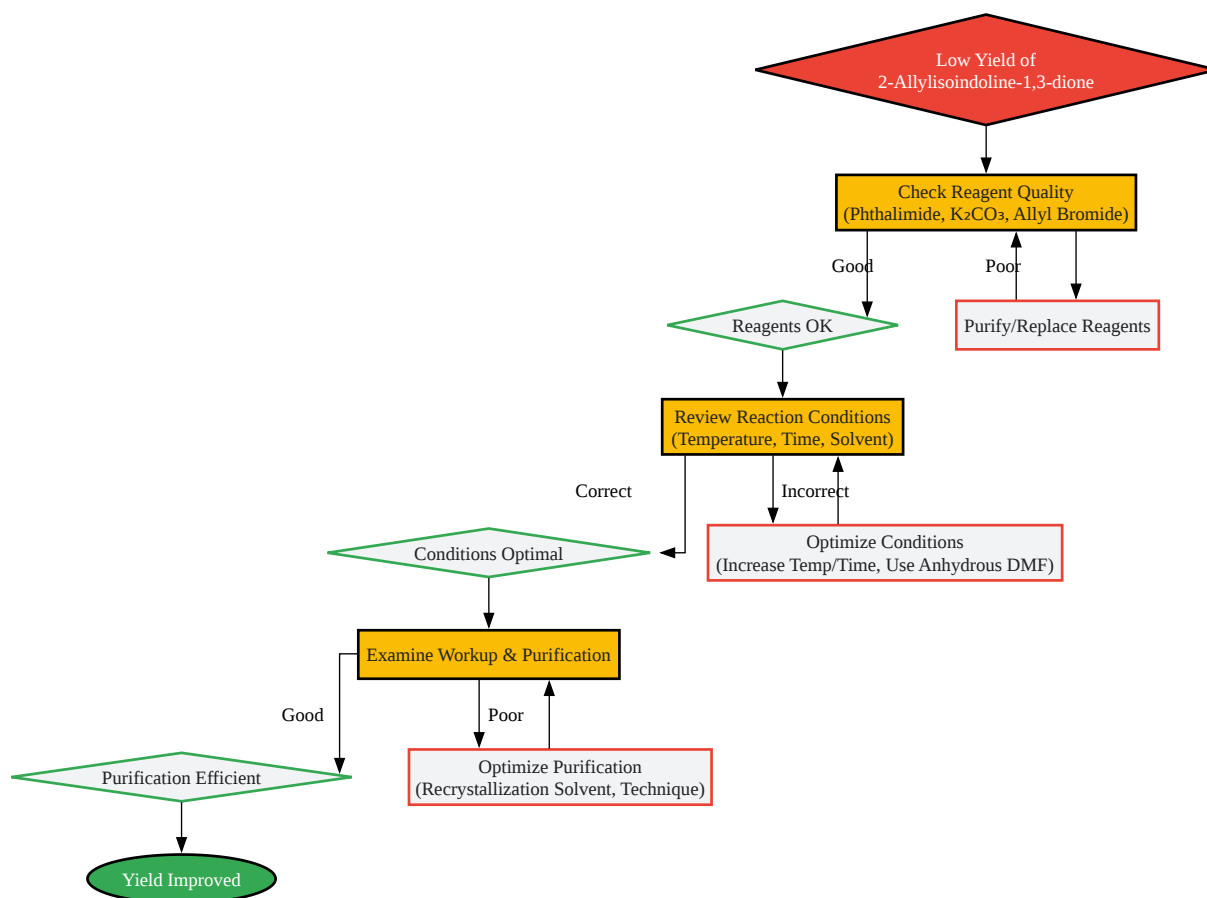 Low Yield of
2-Allylisoindoline-1,3-dione
Check Reagent Quality
(Phthalimide, K₂CO₃, Allyl Bromide)
Good
Poor
Reagents OK
Purify/Replace Reagents
Review Reaction Conditions
(Temperature, Time, Solvent)
Correct
Incorrect
Conditions Optimal
Optimize Conditions
(Increase Temp/Time, Use Anhydrous DMF)
Examine Workup & Purification
Good
Poor
Purification Efficient
Optimize Purification
(Recrystallization Solvent, Technique)
Yield Improved